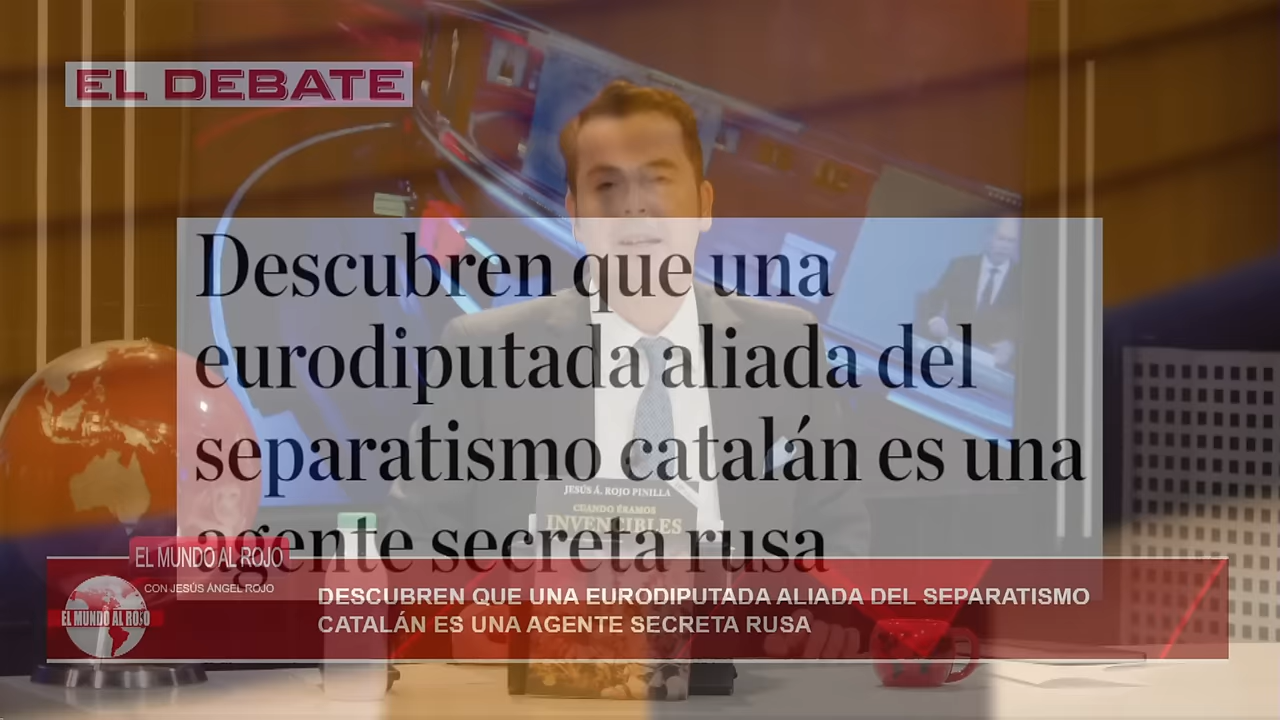 EL DEBATE
Descubren que una
eurodiputada aliada del
separatismo catalán es una
agente secreta rusa
JESÚS Á. ROJO PINILLA
CUANDO ÉRAMOS
INVENCIBLES
EL MUNDO AL ROJO
CON JESÚS ÁNGEL ROJO
EL MUNDO AL ROJO
DESCUBREN QUE UNA EURODIPUTADA ALIADA DEL SEPARATISMO
CATALÁN ES UNA AGENTE SECRETA RUSA